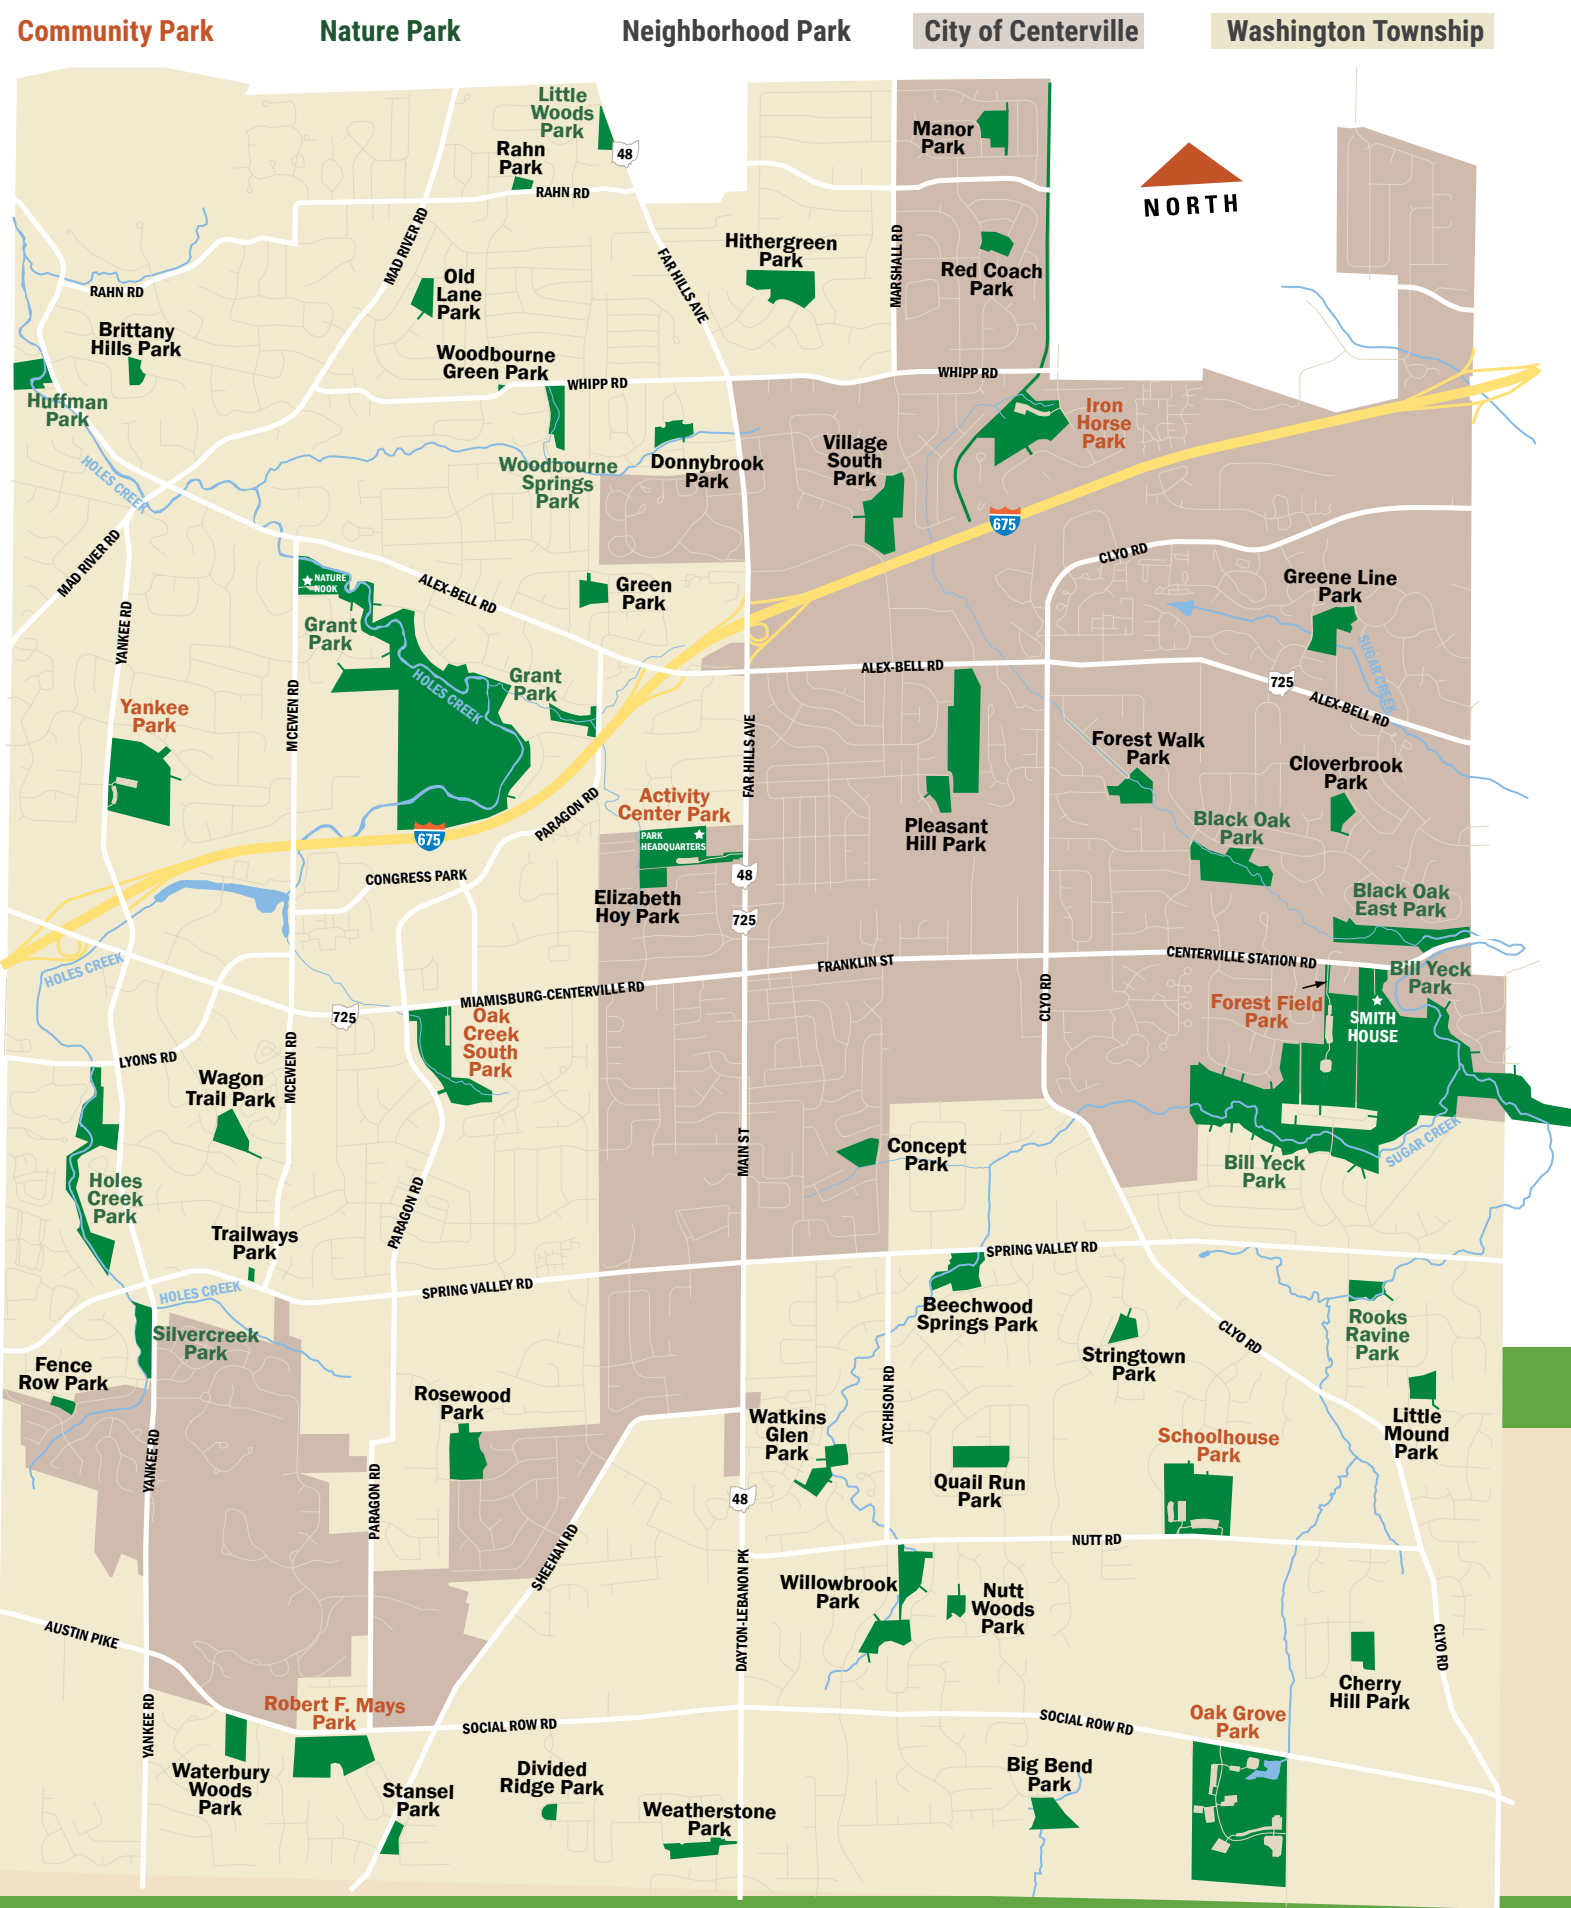 Community Park
Nature Park
Neighborhood Park
City of Centerville
Washington Township
Little
Woods
Park
48
Rahn
Park
RAHN RD
Manor
Park
NORTH
MAD RIVER RD
FAR HILLS AVE
Hithergreen
Park
MARSHALL RD
Red Coach
Park
RAHN RD
Old
Lane
Park
Brittany
Hills Park
Woodbourne
Green Park
WHIPP RD
WHIPP RD
Huffman
Park
Iron
Horse
Park
Village
South
Park
HOLES CREEK
Woodbourne
Springs
Park
Donnybrook
Park
675
MAD RIVER RD
CLYO RD
NATURE
NOOK
ALEX-BELL RD
Green
Park
Greene Line
Park
YANKEE RD
Grant
Park
SUGAR CREEK
ALEX-BELL RD
725
ALEX-BELL RD
MCEWEN RD
HOLES CREEK
Grant
Park
Yankee
Park
FAR HILLS AVE
Forest Walk
Park
Cloverbrook
Park
Activity
Center Park
PARAGON RD
PARK
HEADQUARTERS
Pleasant
Hill Park
Black Oak
Park
675
CONGRESS PARK
48
Elizabeth
Hoy Park
725
Black Oak
East Park
HOLES CREEK
FRANKLIN ST
CENTERVILLE STATION RD
Bill Yeck
Park
CLYO RD
MIAMISBURG-CENTERVILLE RD
725
Oak
Creek
South
Park
Forest Field
Park
SMITH
HOUSE
LYONS RD
MCEWEN RD
Wagon
Trail Park
MAIN ST
Concept
Park
SUGAR CREEK
Bill Yeck
Park
Holes
Creek
Park
PARAGON RD
Trailways
Park
SPRING VALLEY RD
SPRING VALLEY RD
HOLES CREEK
Beechwood
Springs Park
Silvercreek
Park
Stringtown
Park
CLYO RD
Rooks
Ravine
Park
Fence
Row Park
Rosewood
Park
ATCHISON RD
Watkins
Glen
Park
Little
Mound
Park
Schoolhouse
Park
YANKEE RD
PARAGON RD
Quail Run
Park
48
SHEEHAN RD
NUTT RD
DAYTON-LEBANON PK
Willowbrook
Park
Nutt
Woods
Park
AUSTIN PIKE
CLYO RD
Cherry
Hill Park
YANKEE RD
Robert F. Mays
Park
SOCIAL ROW RD
SOCIAL ROW RD
Oak Grove
Park
Waterbury
Woods
Park
Stansel
Park
Divided
Ridge Park
Weatherstone
Park
Big Bend
Park